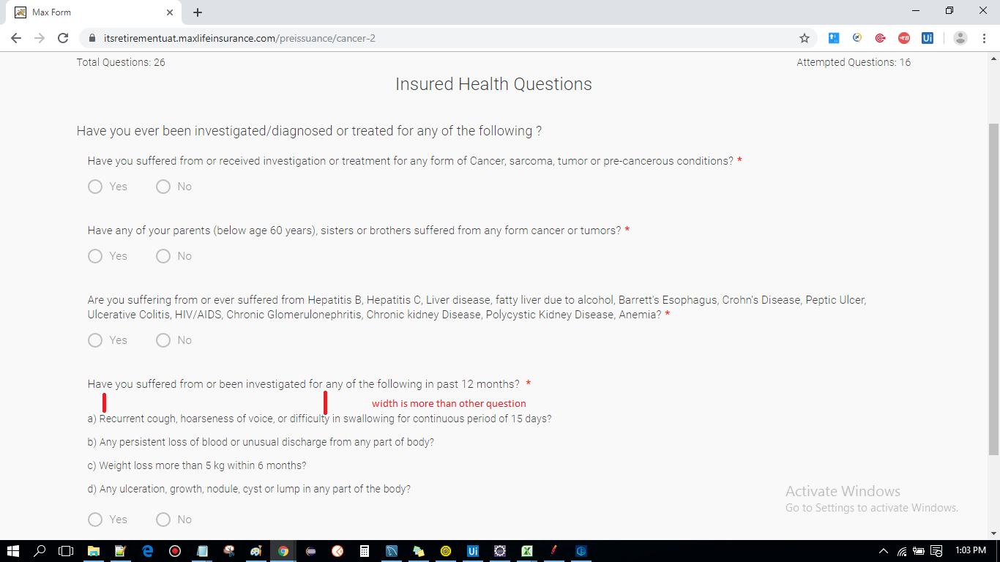 Max Form
itsretirementuat.maxlifeinsurance.com/preissuance/cancer-2
Total Questions: 26
Attempted Questions: 16
Insured Health Questions
Have you ever been investigated/diagnosed or treated for any of the following ?
Have you suffered from or received investigation or treatment for any form of Cancer, sarcoma, tumor or pre-cancerous conditions? *
Yes No
Have any of your parents (below age 60 years), sisters or brothers suffered from any form cancer or tumors? *
Yes No
Are you suffering from or ever suffered from Hepatitis B, Hepatitis C, Liver disease, fatty liver due to alcohol, Barrett's Esophagus, Crohn's Disease, Peptic Ulcer,
Ulcerative Colitis, HIV/AIDS, Chronic Glomerulonephritis, Chronic kidney Disease, Polycystic Kidney Disease, Anemia? *
Yes No
Have you suffered from or been investigated for any of the following in past 12 months? *
width is more than other question
a) Recurrent cough, hoarseness of voice, or difficulty in swallowing for continuous period of 15 days?
b) Any persistent loss of blood or unusual discharge from any part of body?
c) Weight loss more than 5 kg within 6 months?
d) Any ulceration, growth, nodule, cyst or lump in any part of the body?
Yes No
Activate Windows
Go to Settings to activate Windows.
Ui
1:03 PM